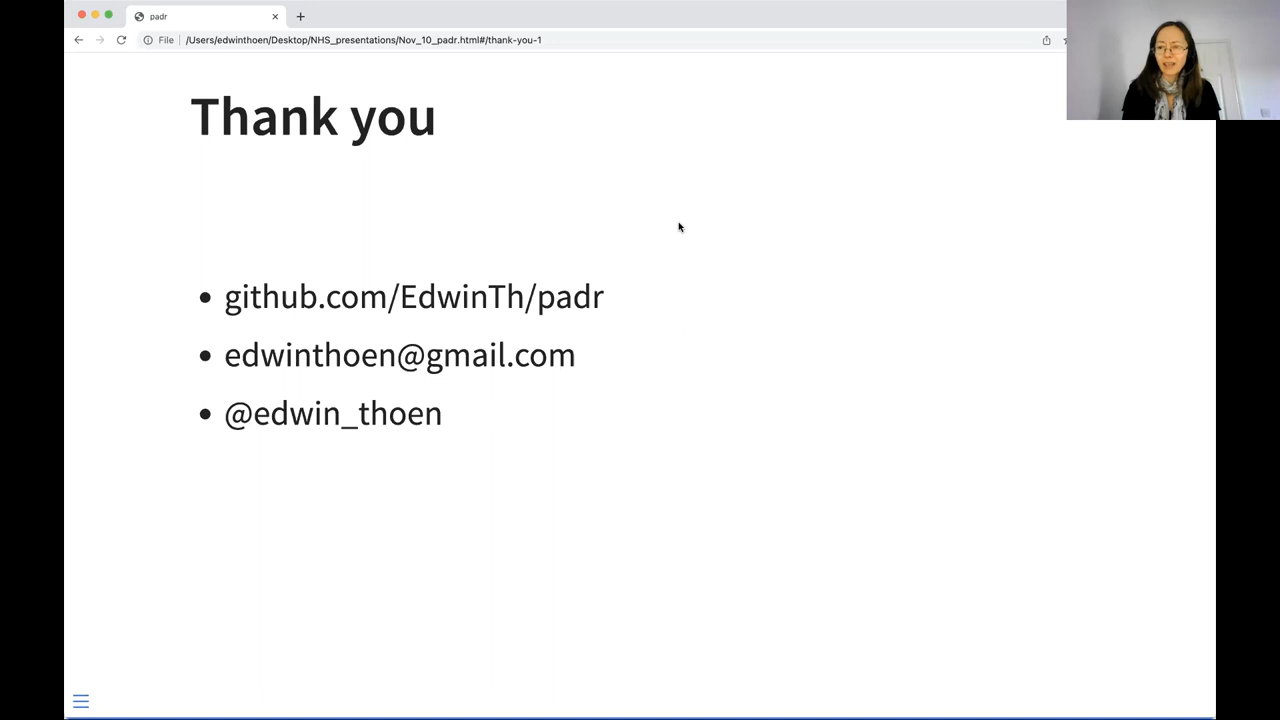 padr
File
/Users/edwinthoen/Desktop/NHS_presentations/Nov_10_padr.html#/thank-you-1
Thank you
github.com/EdwinTh/padr
edwinthoen@gmail.com
@edwin_thoen